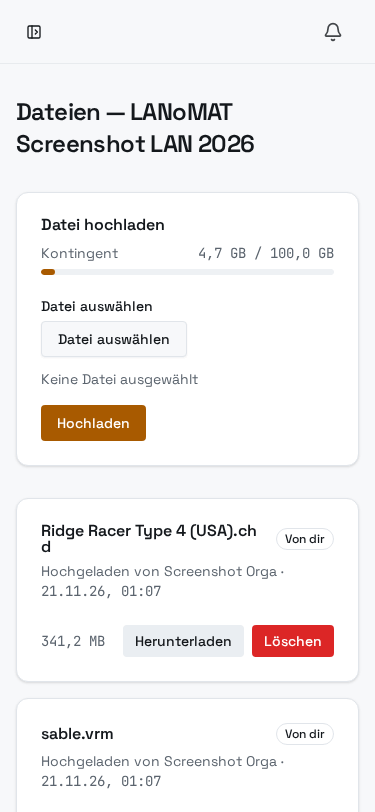 Dateien — LANoMAT
Screenshot LAN 2026
Datei hochladen
Kontingent 4,7 GB / 100,0 GB
Datei auswählen
Datei auswählen
Keine Datei ausgewählt
Hochladen
Ridge Racer Type 4 (USA).ch
d
Von dir
Hochgeladen von Screenshot Orga ·
21.11.26, 01:07
341,2 MB Herunterladen Löschen
sable.vrm Von dir
Hochgeladen von Screenshot Orga ·
21.11.26, 01:07